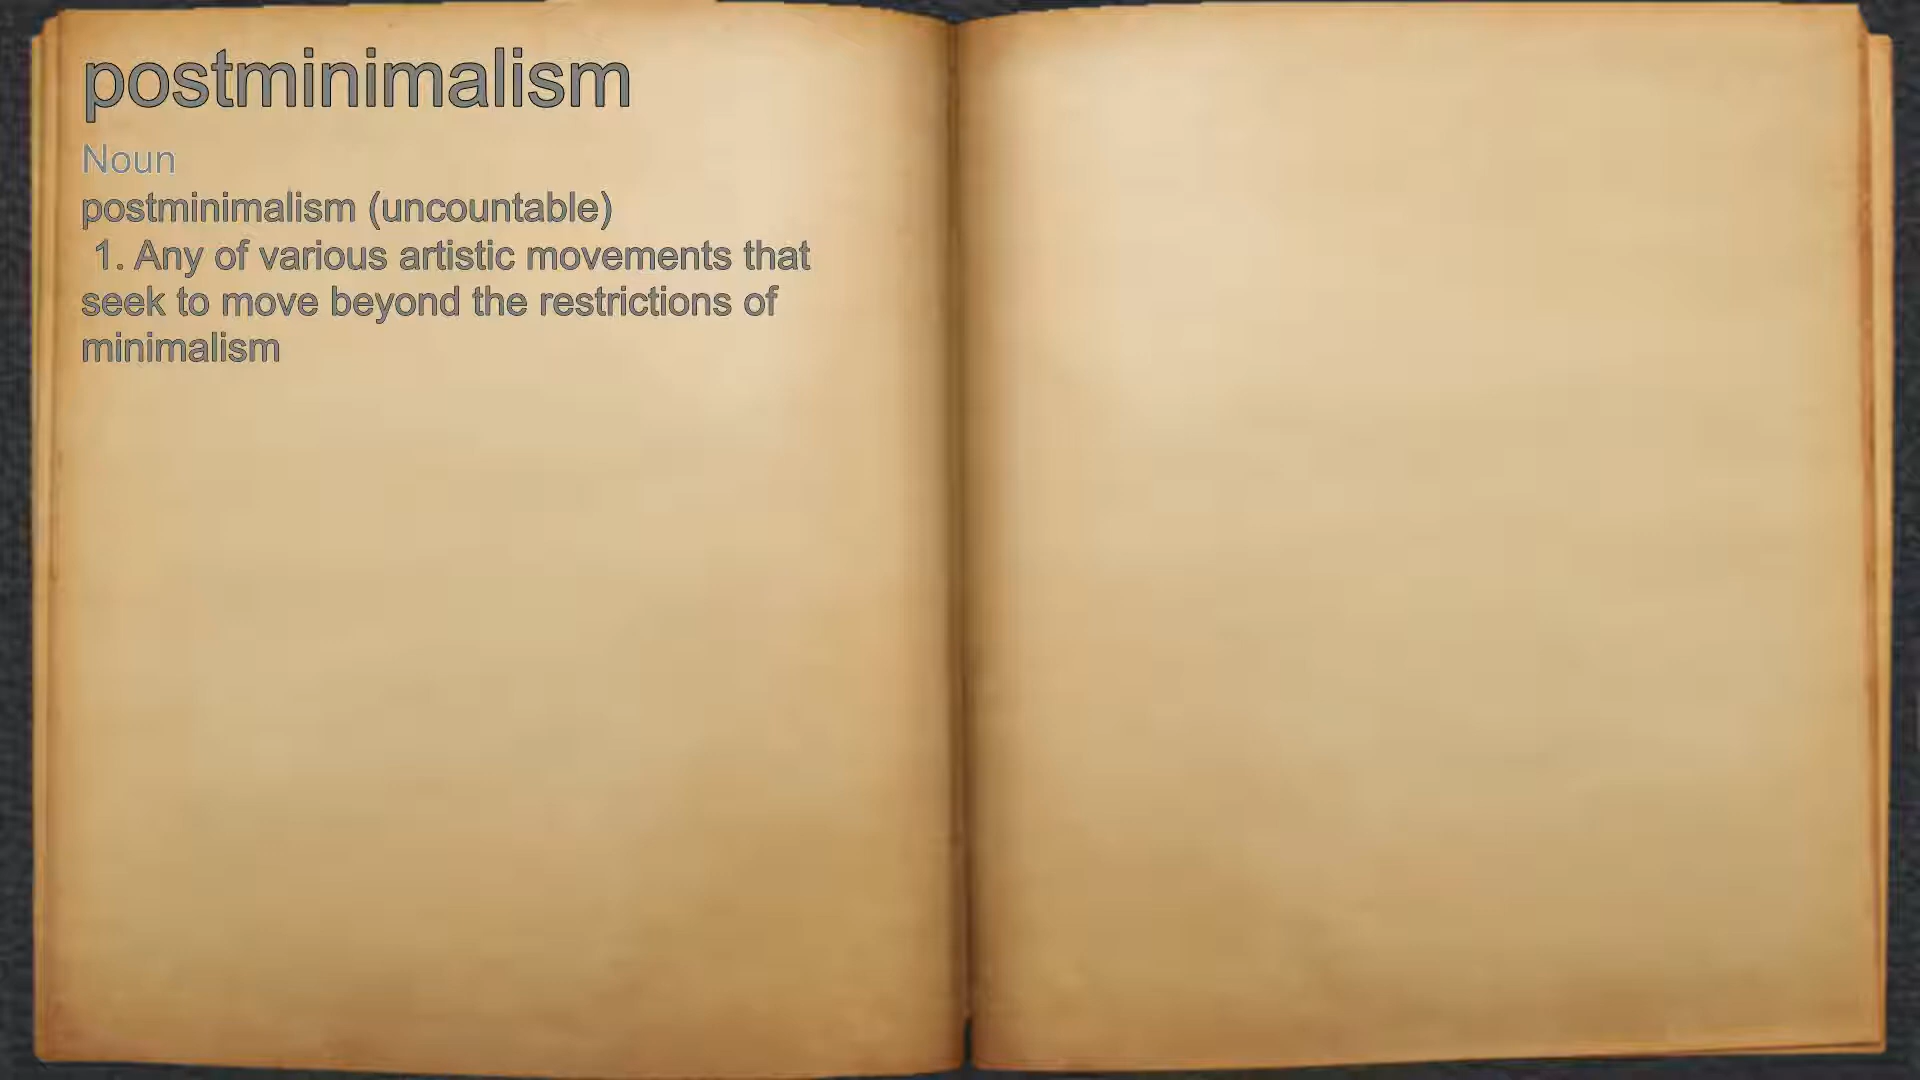 postminimalism
Noun
postminimalism (uncountable)
1. Any of various artistic movements that
seek to move beyond the restrictions of
minimalism